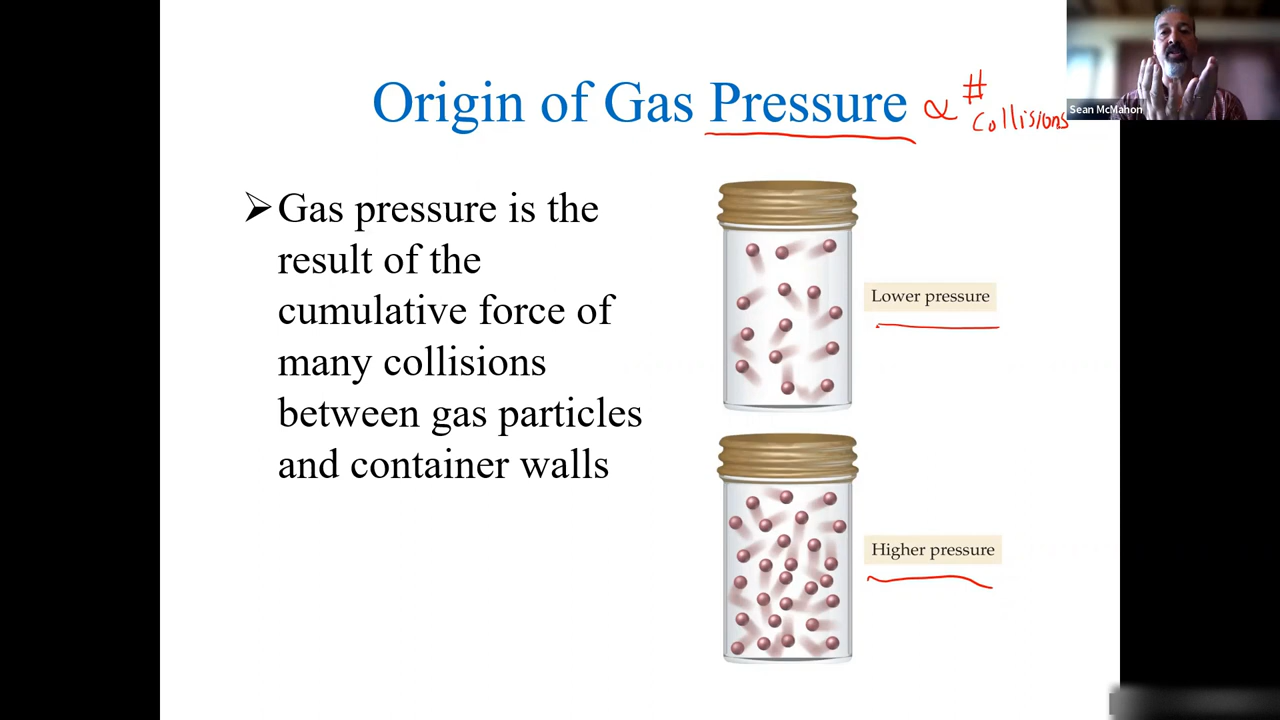 Origin of Gas Pressure ∝ # Collisions
Sean McMahon
➢Gas pressure is the
result of the
cumulative force of
many collisions
between gas particles
and container walls
Lower pressure
Higher pressure